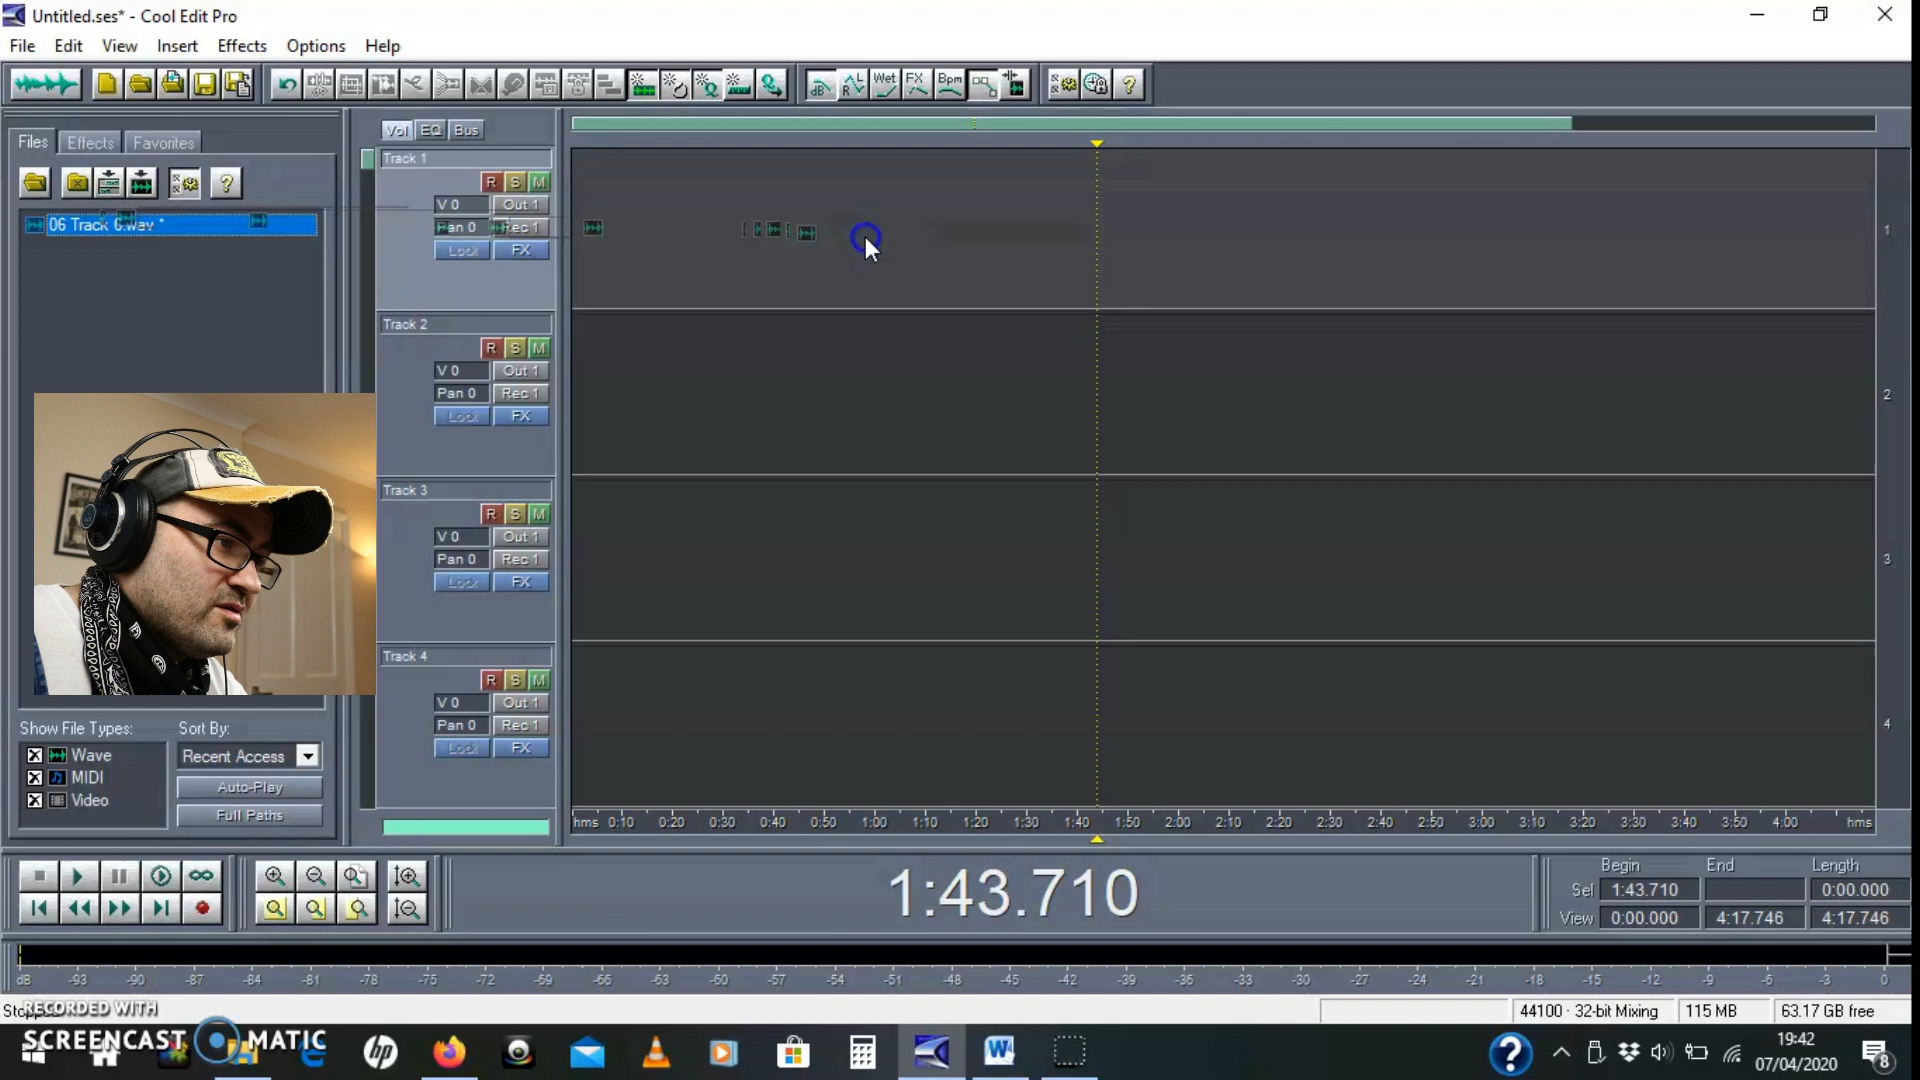 Untitled.ses* - Cool Edit Pro
File Edit View Insert Effects Options Help
Wet FX Bpm
dB L R
Files Effects Favorites
Vol EQ Bus
06 Track 6.wav *
Track 1
R S M
V 0 Out 1
Pan 0 Rec 1
Lock FX
1
Track 2
R S M
V 0 Out 1
Pan 0 Rec 1
Lock FX
2
Track 3
R S M
V 0 Out 1
Pan 0 Rec 1
Lock FX
3
Track 4
R S M
V 0 Out 1
Pan 0 Rec 1
Lock FX
4
Show File Types: Sort By:
Wave
MIDI
Video
Recent Access
Auto-Play
Full Paths
hms 0:10 0:20 0:30 0:40 0:50 1:00 1:10 1:20 1:30 1:40 1:50 2:00 2:10 2:20 2:30 2:40 2:50 3:00 3:10 3:20 3:30 3:40 3:50 4:00 hms
1:43.710
Begin End Length
Sel 1:43.710 0:00.000
View 0:00.000 4:17.746 4:17.746
dB -93 -90 -87 -84 -81 -78 -75 -72 -69 -66 -63 -60 -57 -54 -51 -48 -45 -42 -39 -36 -33 -30 -27 -24 -21 -18 -15 -12 -9 -6 -3 0
44100 · 32-bit Mixing 115 MB 63.17 GB free
RECORDED WITH
SCREENCAST MATIC
hp
W
19:42
07/04/2020
8